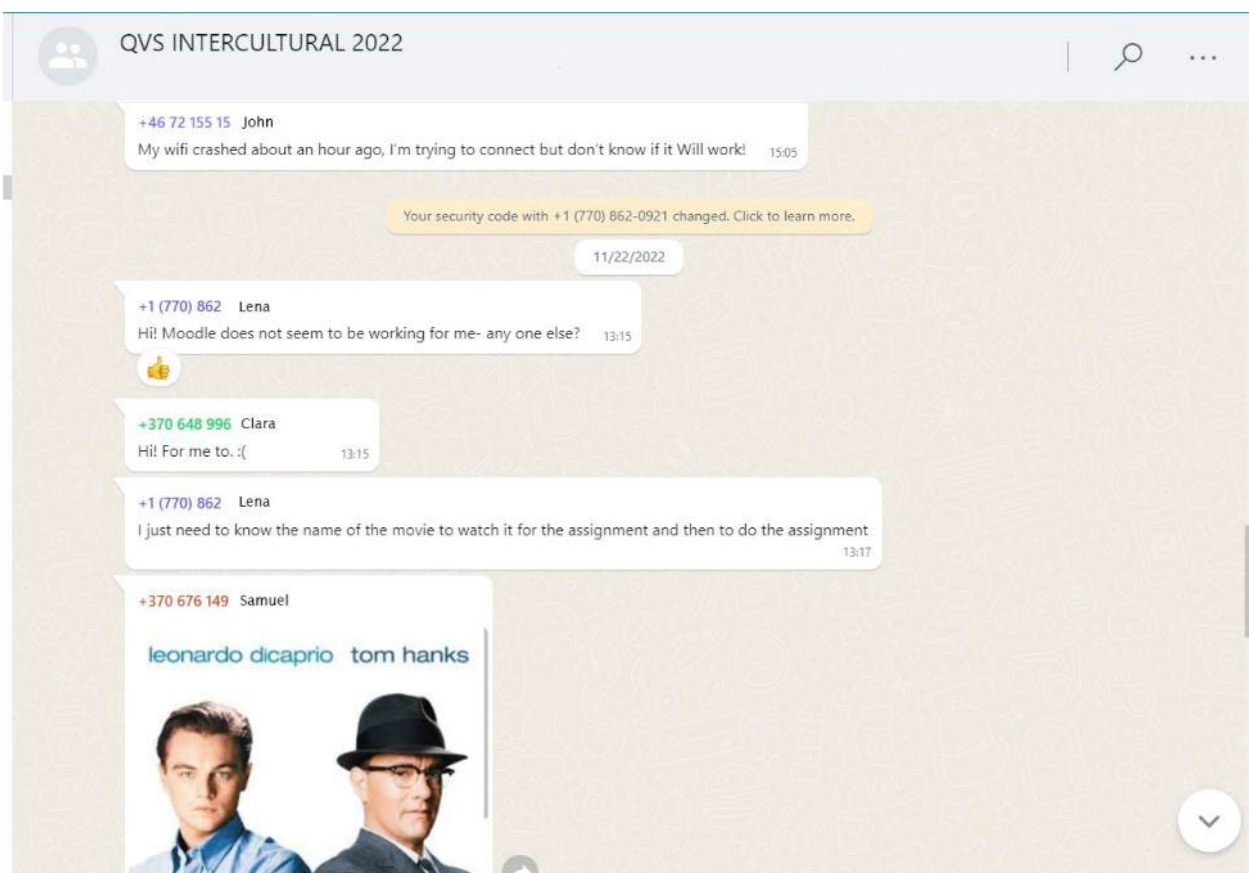 QVS INTERCULTURAL 2022
+46 72 155 15 John
My wifi crashed about an hour ago, I'm trying to connect but don't know if it Will work! 15:05
Your security code with +1 (770) 862-0921 changed. Click to learn more.
11/22/2022
+1 (770) 862 Lena
Hi! Moodle does not seem to be working for me- any one else? 13:15
+370 648 996 Clara
Hi! For me to. :( 13:15
+1 (770) 862 Lena
I just need to know the name of the movie to watch it for the assignment and then to do the assignment
13:17
+370 676 149 Samuel
leonardo dicaprio tom hanks